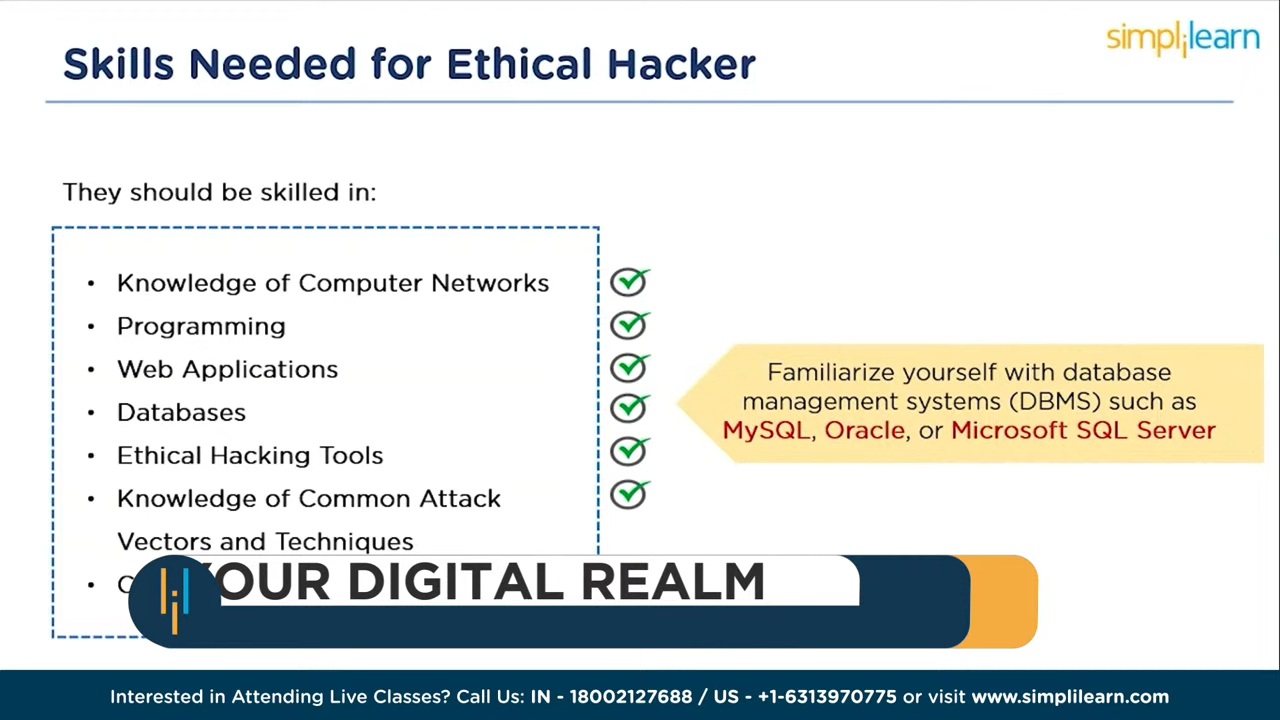 simplilearn
Skills Needed for Ethical Hacker
They should be skilled in:
• Knowledge of Computer Networks
• Programming
• Web Applications
• Databases
• Ethical Hacking Tools
• Knowledge of Common Attack
Vectors and Techniques
Familiarize yourself with database
management systems (DBMS) such as
MySQL, Oracle, or Microsoft SQL Server
YOUR DIGITAL REALM
Interested in Attending Live Classes? Call Us: IN - 18002127688 / US - +1-6313970775 or visit www.simplilearn.com